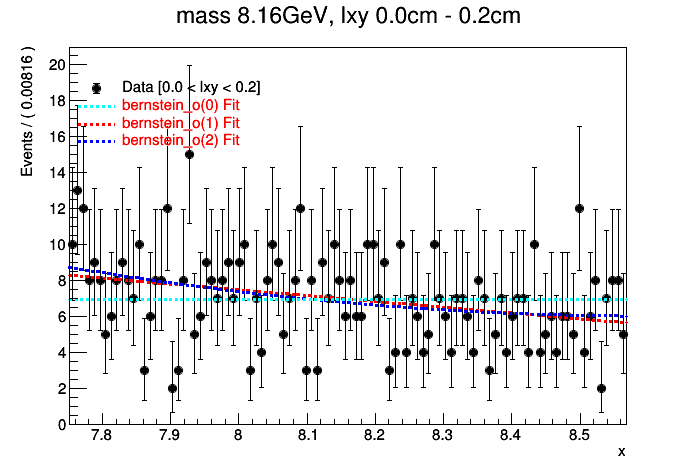 mass 8.16GeV, lxy 0.0cm - 0.2cm
Events / ( 0.00816 )
20
18
16
14
12
10
8
6
4
2
0
Data [0.0 < lxy < 0.2]
bernstein_o(0) Fit
bernstein_o(1) Fit
bernstein_o(2) Fit
7.8 7.9 8 8.1 8.2 8.3 8.4 8.5
x